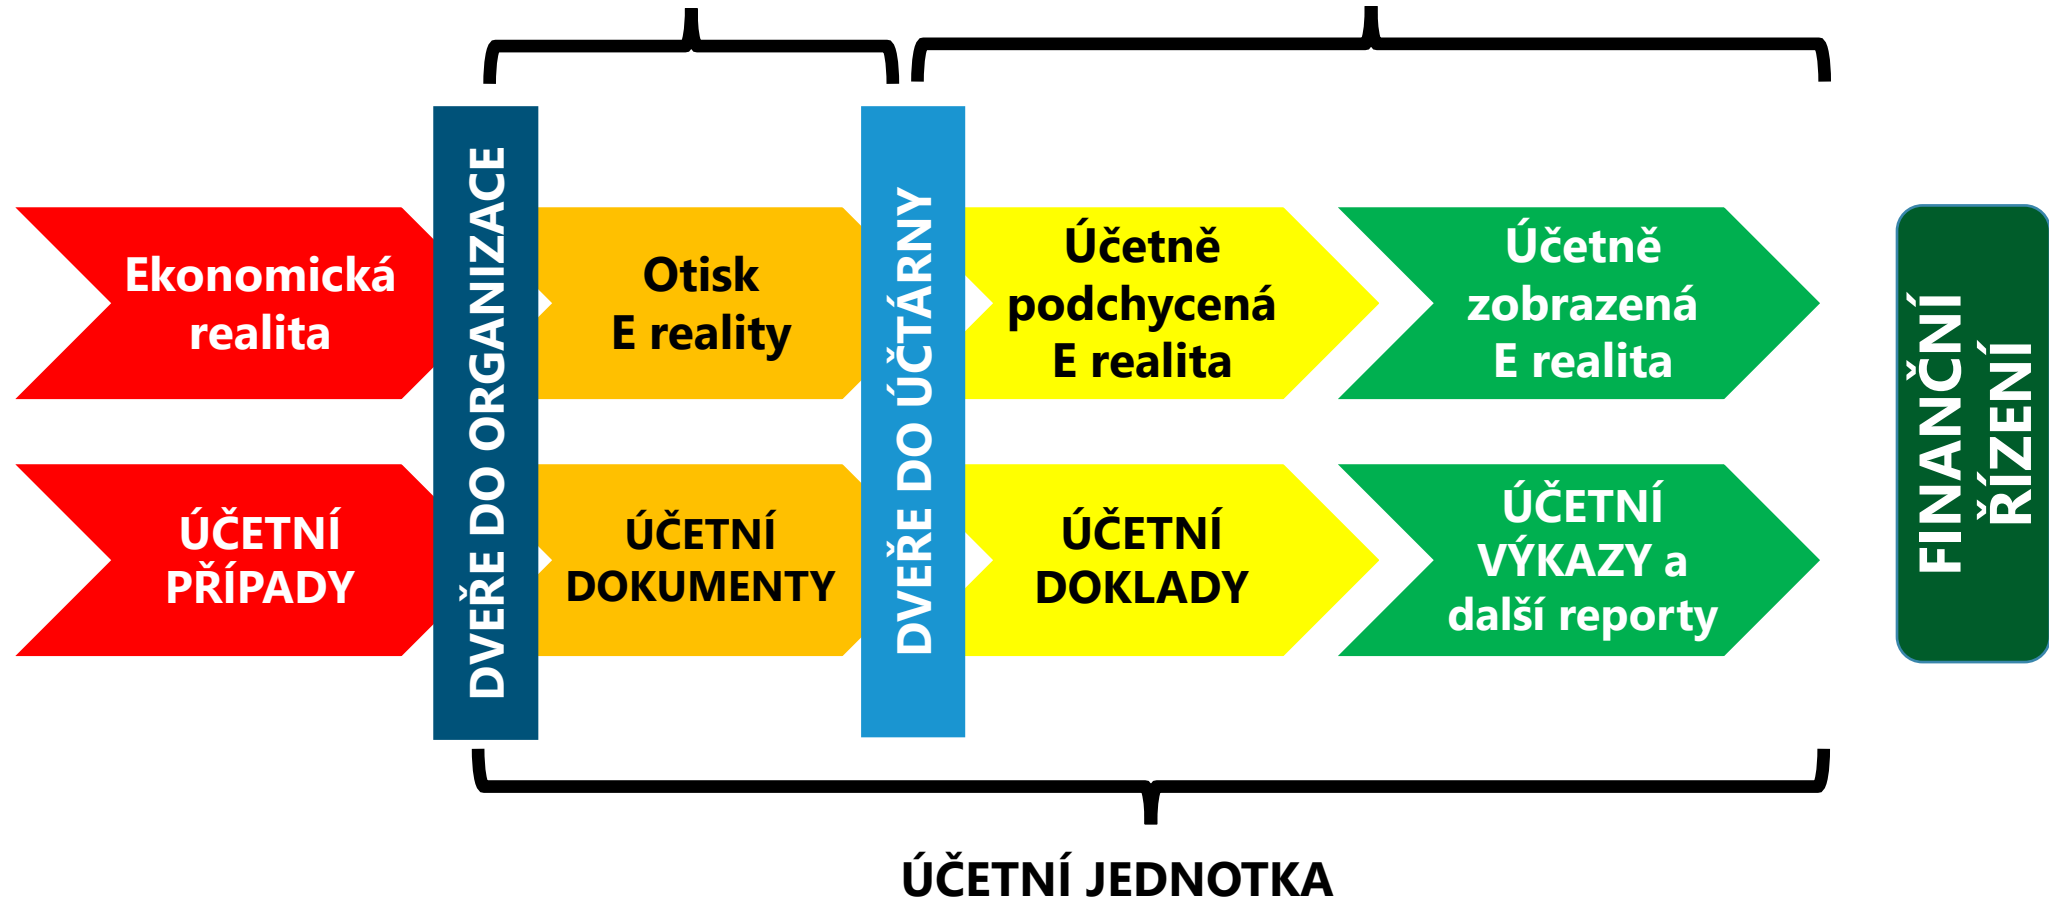 Ekonomická
realita
DVEŘE DO ORGANIZACE
Otisk
E reality
DVEŘE DO ÚČTÁRNY
Účetně
podchycená
E realita
Účetně
zobrazená
E realita
FINANČNÍ
ŘÍZENÍ
ÚČETNÍ
PŘÍPADY
ÚČETNÍ
DOKUMENTY
ÚČETNÍ
DOKLADY
ÚČETNÍ
VÝKAZY a
další reporty
ÚČETNÍ JEDNOTKA